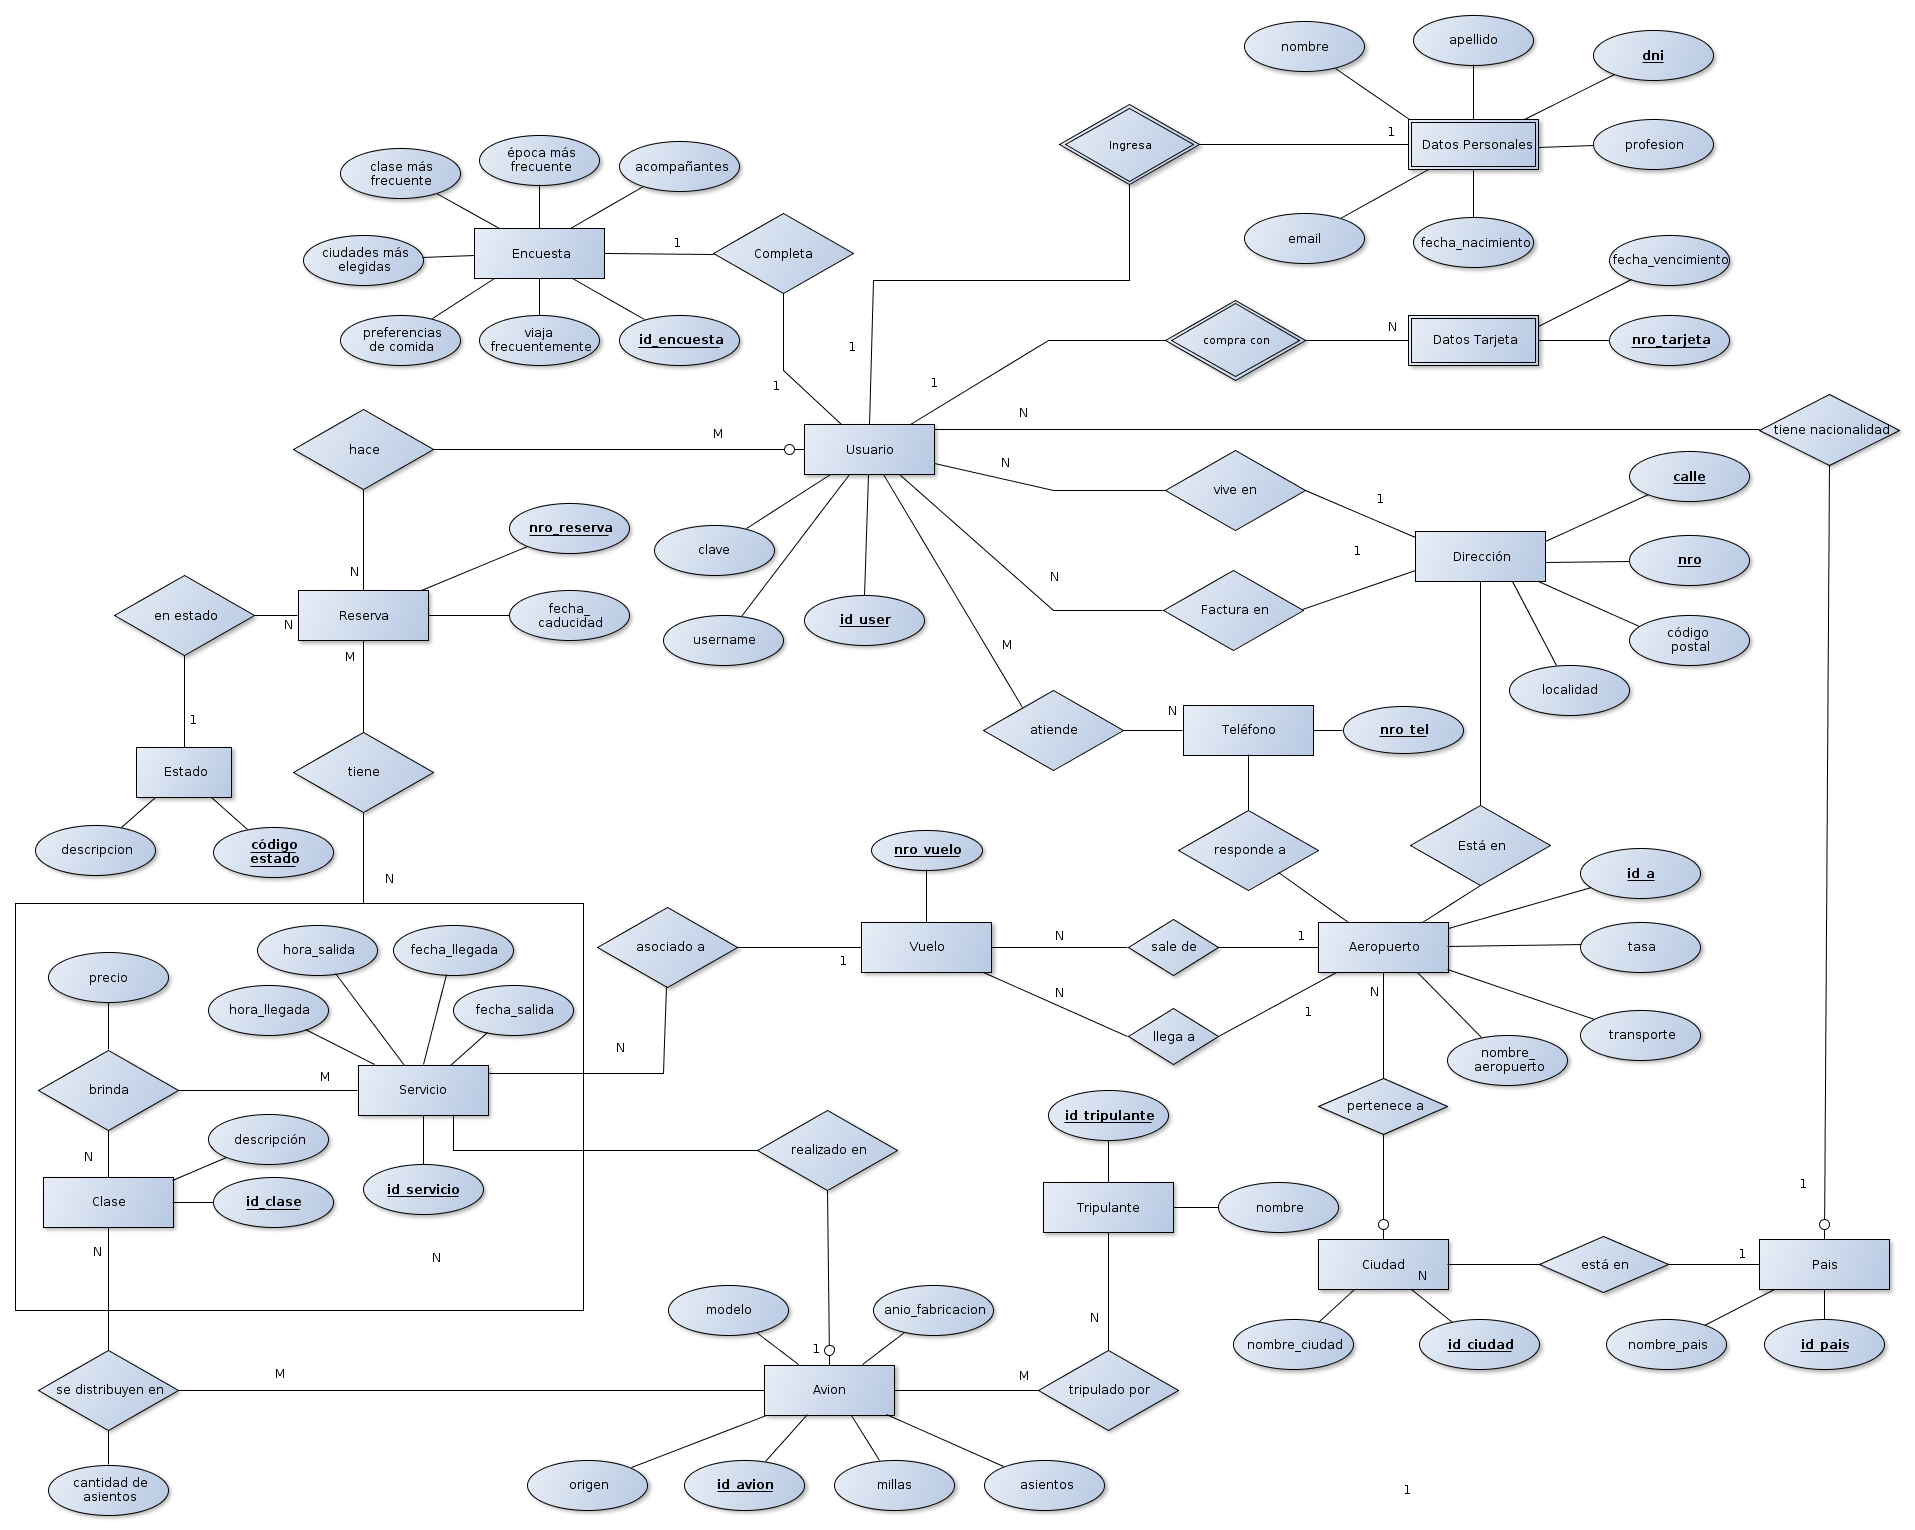 nombre
apellido
dni
Ingresa
1
Datos Personales
profesion
email
fecha_nacimiento
clase más
frecuente
época más
frecuente
acompañantes
ciudades más
elegidas
Encuesta
1
Completa
preferencias
de comida
viaja
frecuentemente
id_encuesta
1
1
1
compra con
N
Datos Tarjeta
fecha_vencimiento
nro_tarjeta
hace
M
Usuario
N
tiene nacionalidad
N
vive en
1
calle
clave
username
id_user
N
Factura en
1
Dirección
nro
código
postal
localidad
nro_reserva
N
en estado
N
Reserva
fecha_
caducidad
M
1
Estado
descripcion
código
estado
tiene
N
M
atiende
N
Teléfono
nro_tel
responde a
Está en
nro_vuelo
asociado a
1
Vuelo
N
sale de
1
Aeropuerto
id_a
tasa
transporte
nombre_
aeropuerto
N
N
llega a
1
N
pertenece a
precio
hora_salida
fecha_llegada
hora_llegada
fecha_salida
brinda
M
Servicio
N
descripción
Clase
id_clase
id_servicio
N
N
realizado en
id_tripulante
Tripulante
nombre
1
Ciudad
N
está en
1
Pais
nombre_ciudad
id_ciudad
nombre_pais
id_pais
modelo
anio_fabricacion
1
N
se distribuyen en
M
Avion
M
tripulado por
cantidad de
asientos
origen
id_avion
millas
asientos
1